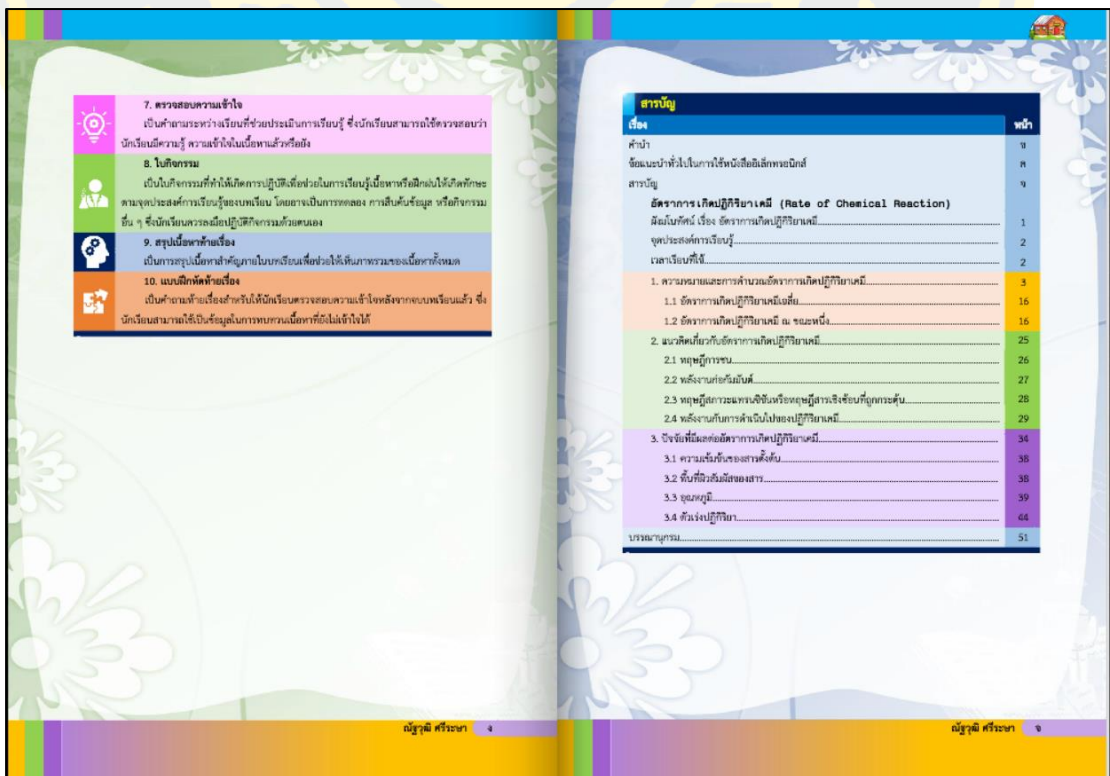 7. ตรวจสอบความเข้าใจ
เป็นคำถามระหว่างเรียนที่ช่วยประเมินการเรียนรู้ ซึ่งนักเรียนสามารถใช้ตรวจสอบว่า
นักเรียนมีความรู้ ความเข้าใจในเนื้อหาแล้วหรือยัง
8. ใบกิจกรรม
เป็นใบกิจกรรมที่ทำให้เกิดการปฏิบัติเพื่อช่วยในการเรียนรู้เนื้อหาหรือฝึกฝนให้เกิดทักษะ
ตามจุดประสงค์การเรียนรู้ของบทเรียน โดยอาจเป็นการทดลอง การสืบค้นข้อมูล หรือกิจกรรม
อื่น ๆ ซึ่งนักเรียนควรลงมือปฏิบัติกิจกรรมด้วยตนเอง
9. สรุปเนื้อหาท้ายเรื่อง
เป็นการสรุปเนื้อหาสำคัญภายในบทเรียนเพื่อช่วยให้เห็นภาพรวมของเนื้อหาทั้งหมด
10. แบบฝึกหัดท้ายเรื่อง
เป็นคำถามท้ายเรื่องสำหรับให้นักเรียนตรวจสอบความเข้าใจหลังจากจบบทเรียนแล้ว ซึ่ง
นักเรียนสามารถใช้เป็นข้อมูลในการทบทวนเนื้อหาที่ยังไม่เข้าใจได้
ณัฐวุฒิ ศรีระษา ง
สารบัญ
เรื่อง หน้า
คำนำ ข
ข้อแนะนำทั่วไปในการใช้หนังสืออิเล็กทรอนิกส์ ค
สารบัญ จ
อัตราการเกิดปฏิกิริยาเคมี (Rate of Chemical Reaction)
ผังมโนทัศน์ เรื่อง อัตราการเกิดปฏิกิริยาเคมี 1
จุดประสงค์การเรียนรู้ 2
เวลาเรียนที่ใช้ 2
1. ความหมายและการคำนวณอัตราการเกิดปฏิกิริยาเคมี 3
1.1 อัตราการเกิดปฏิกิริยาเคมีเฉลี่ย 16
1.2 อัตราการเกิดปฏิกิริยาเคมี ณ ขณะหนึ่ง 16
2. แนวคิดเกี่ยวกับอัตราการเกิดปฏิกิริยาเคมี 25
2.1 ทฤษฎีการชน 26
2.2 พลังงานก่อกัมมันต์ 27
2.3 ทฤษฎีสภาวะแทรนซิชันหรือทฤษฎีสารเชิงซ้อนที่ถูกกระตุ้น 28
2.4 พลังงานกับการดำเนินไปของปฏิกิริยาเคมี 29
3. ปัจจัยที่มีผลต่ออัตราการเกิดปฏิกิริยาเคมี 34
3.1 ความเข้มข้นของสารตั้งต้น 38
3.2 พื้นที่ผิวสัมผัสของสาร 38
3.3 อุณหภูมิ 39
3.4 ตัวเร่งปฏิกิริยา 44
บรรณานุกรม 51
ณัฐวุฒิ ศรีระษา จ